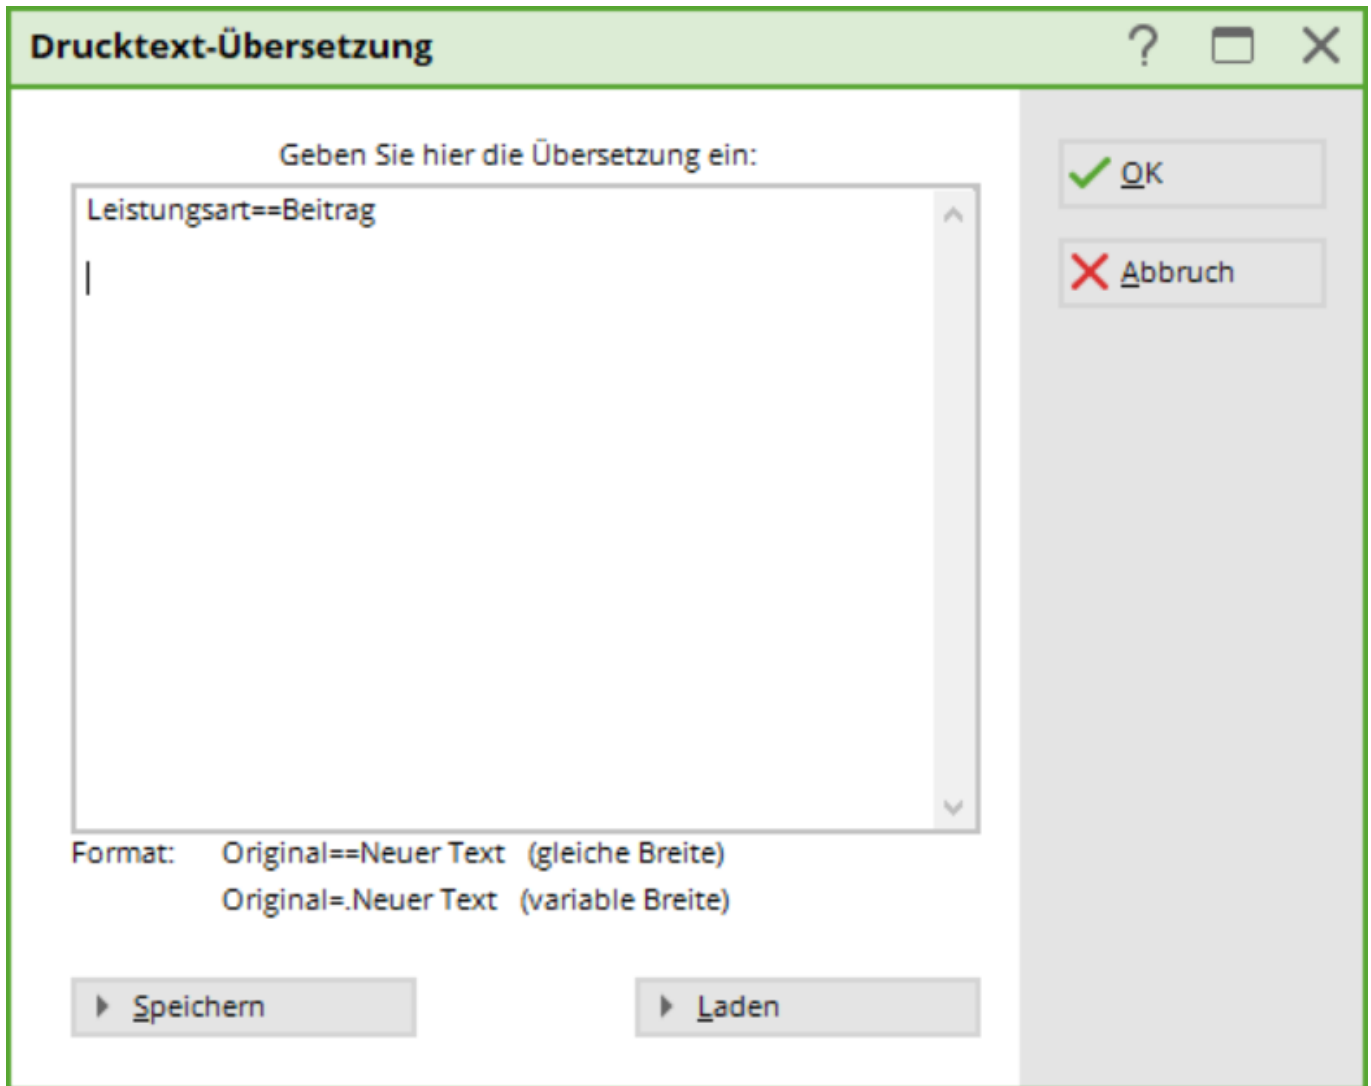 Drucktext-Übersetzung
Geben Sie hier die Übersetzung ein:
Leistungsart==Beitrag
OK
Abbruch
Format: Original==Neuer Text (gleiche Breite)
Original=.Neuer Text (variable Breite)
Speichern
Laden